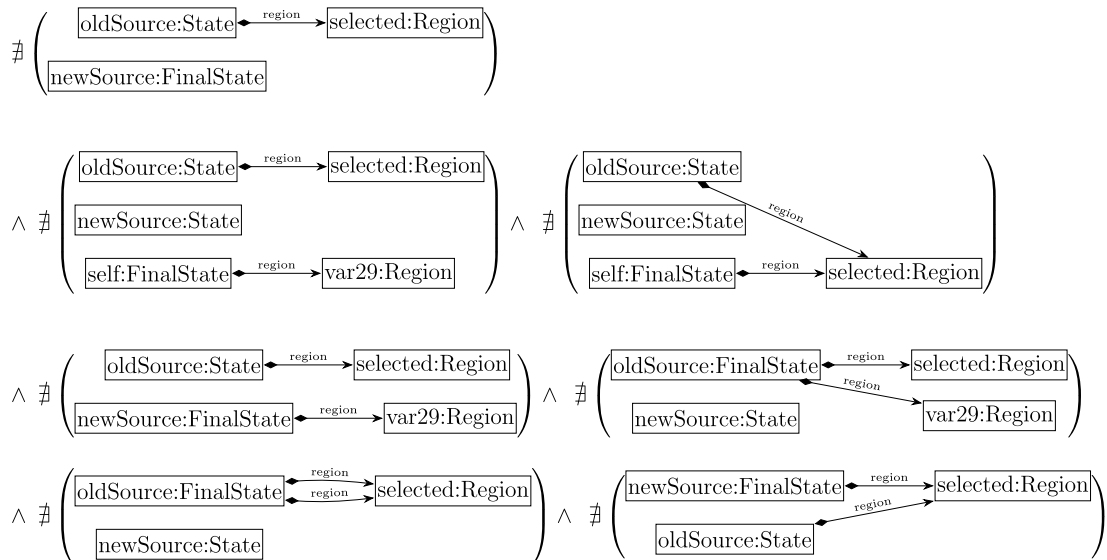 oldSource:State region selected:Region
∄
newSource:FinalState
oldSource:State region selected:Region oldSource:State
region
∧ ∄ newSource:State ∧ ∄ newSource:State
self:FinalState region var29:Region self:FinalState region selected:Region
oldSource:State region selected:Region oldSource:FinalState region selected:Region
∧ ∄ ∧ ∄ region
newSource:FinalState region var29:Region newSource:State var29:Region
region
oldSource:FinalState region selected:Region newSource:FinalState region selected:Region
∧ ∄ ∧ ∄ region
newSource:State oldSource:State